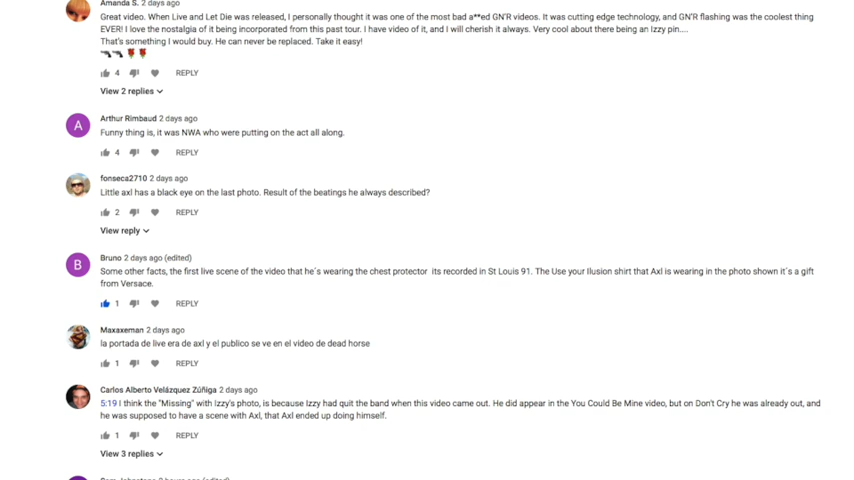 Amanda S. 2 days ago
Great video. When Live and Let Die was released, I personally thought it was one of the most bad a**ed GN'R videos. It was cutting edge technology, and GN'R flashing was the coolest thing
EVER! I love the nostalgia of it being incorporated from this past tour. I have video of it, and I will cherish it always. Very cool about there being an Izzy pin....
That's something I would buy. He can never be replaced. Take it easy!
4 REPLY
View 2 replies
A
Arthur Rimbaud 2 days ago
Funny thing is, it was NWA who were putting on the act all along.
4 REPLY
fonseca2710 2 days ago
Little axl has a black eye on the last photo. Result of the beatings he always described?
2 REPLY
View reply
B
Bruno 2 days ago (edited)
Some other facts, the first live scene of the video that he´s wearing the chest protector its recorded in St Louis 91. The Use your Ilusion shirt that Axl is wearing in the photo shown it´s a gift
from Versace.
1 REPLY
Maxaxeman 2 days ago
la portada de live era de axl y el publico se ve en el video de dead horse
1 REPLY
Carlos Alberto Velázquez Zúñiga 2 days ago
5:19 I think the "Missing" with Izzy's photo, is because Izzy had quit the band when this video came out. He did appear in the You Could Be Mine video, but on Don't Cry he was already out, and
he was supposed to have a scene with Axl, that Axl ended up doing himself.
1 REPLY
View 3 replies